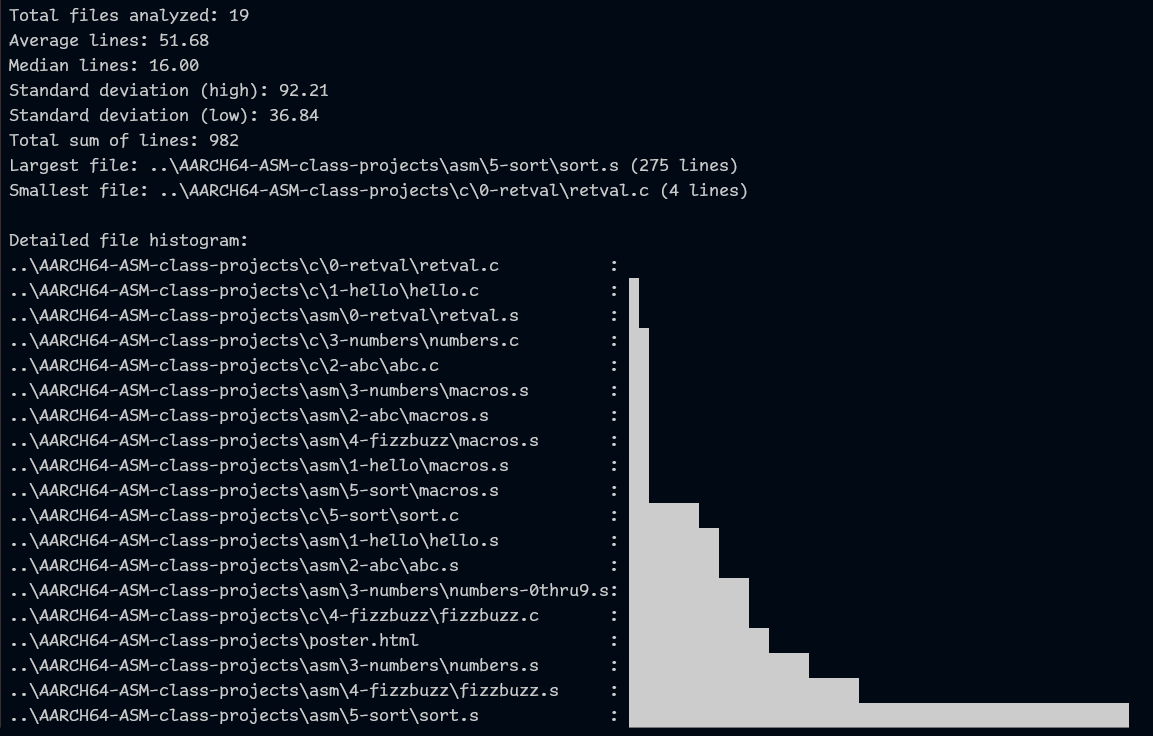 Total files analyzed: 19
Average lines: 51.68
Median lines: 16.00
Standard deviation (high): 92.21
Standard deviation (low): 36.84
Total sum of lines: 982
Largest file: ..\AARCH64-ASM-class-projects\asm\5-sort\sort.s (275 lines)
Smallest file: ..\AARCH64-ASM-class-projects\c\0-retval\retval.c (4 lines)

Detailed file histogram:
..\AARCH64-ASM-class-projects\c\0-retval\retval.c           :
..\AARCH64-ASM-class-projects\c\1-hello\hello.c             :
..\AARCH64-ASM-class-projects\asm\0-retval\retval.s         :
..\AARCH64-ASM-class-projects\c\3-numbers\numbers.c         :
..\AARCH64-ASM-class-projects\c\2-abc\abc.c                 :
..\AARCH64-ASM-class-projects\asm\3-numbers\macros.s        :
..\AARCH64-ASM-class-projects\asm\2-abc\macros.s            :
..\AARCH64-ASM-class-projects\asm\4-fizzbuzz\macros.s       :
..\AARCH64-ASM-class-projects\asm\1-hello\macros.s          :
..\AARCH64-ASM-class-projects\asm\5-sort\macros.s           :
..\AARCH64-ASM-class-projects\c\5-sort\sort.c               :
..\AARCH64-ASM-class-projects\asm\1-hello\hello.s           :
..\AARCH64-ASM-class-projects\asm\2-abc\abc.s               :
..\AARCH64-ASM-class-projects\asm\3-numbers\numbers-0thru9.s:
..\AARCH64-ASM-class-projects\c\4-fizzbuzz\fizzbuzz.c       :
..\AARCH64-ASM-class-projects\poster.html                   :
..\AARCH64-ASM-class-projects\asm\3-numbers\numbers.s       :
..\AARCH64-ASM-class-projects\asm\4-fizzbuzz\fizzbuzz.s     :
..\AARCH64-ASM-class-projects\asm\5-sort\sort.s             :